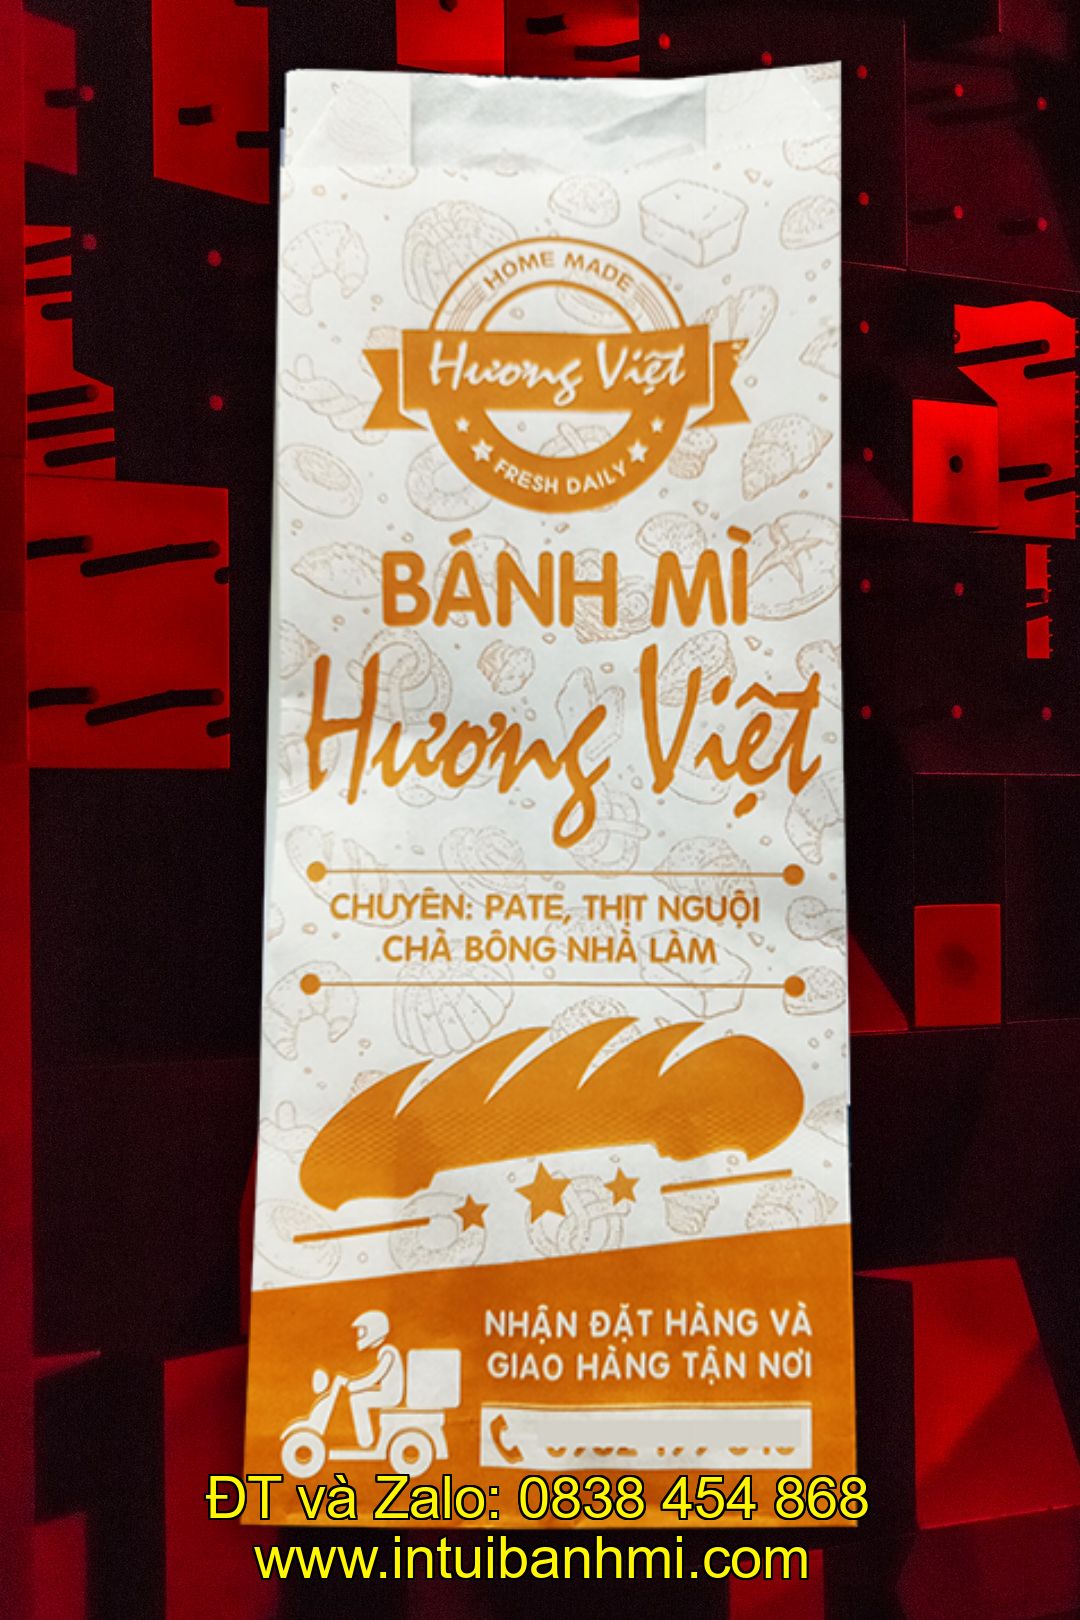 HOME MADE
Hương Việt
FRESH DAILY
BÁNH MÌ
Hương Việt
CHUYÊN: PATE, THỊT NGUỘI
CHÀ BÔNG NHÀ LÀM
NHẬN ĐẶT HÀNG VÀ
GIAO HÀNG TẬN NƠI
ĐT và Zalo: 0838 454 868
www.intuibanhmi.com